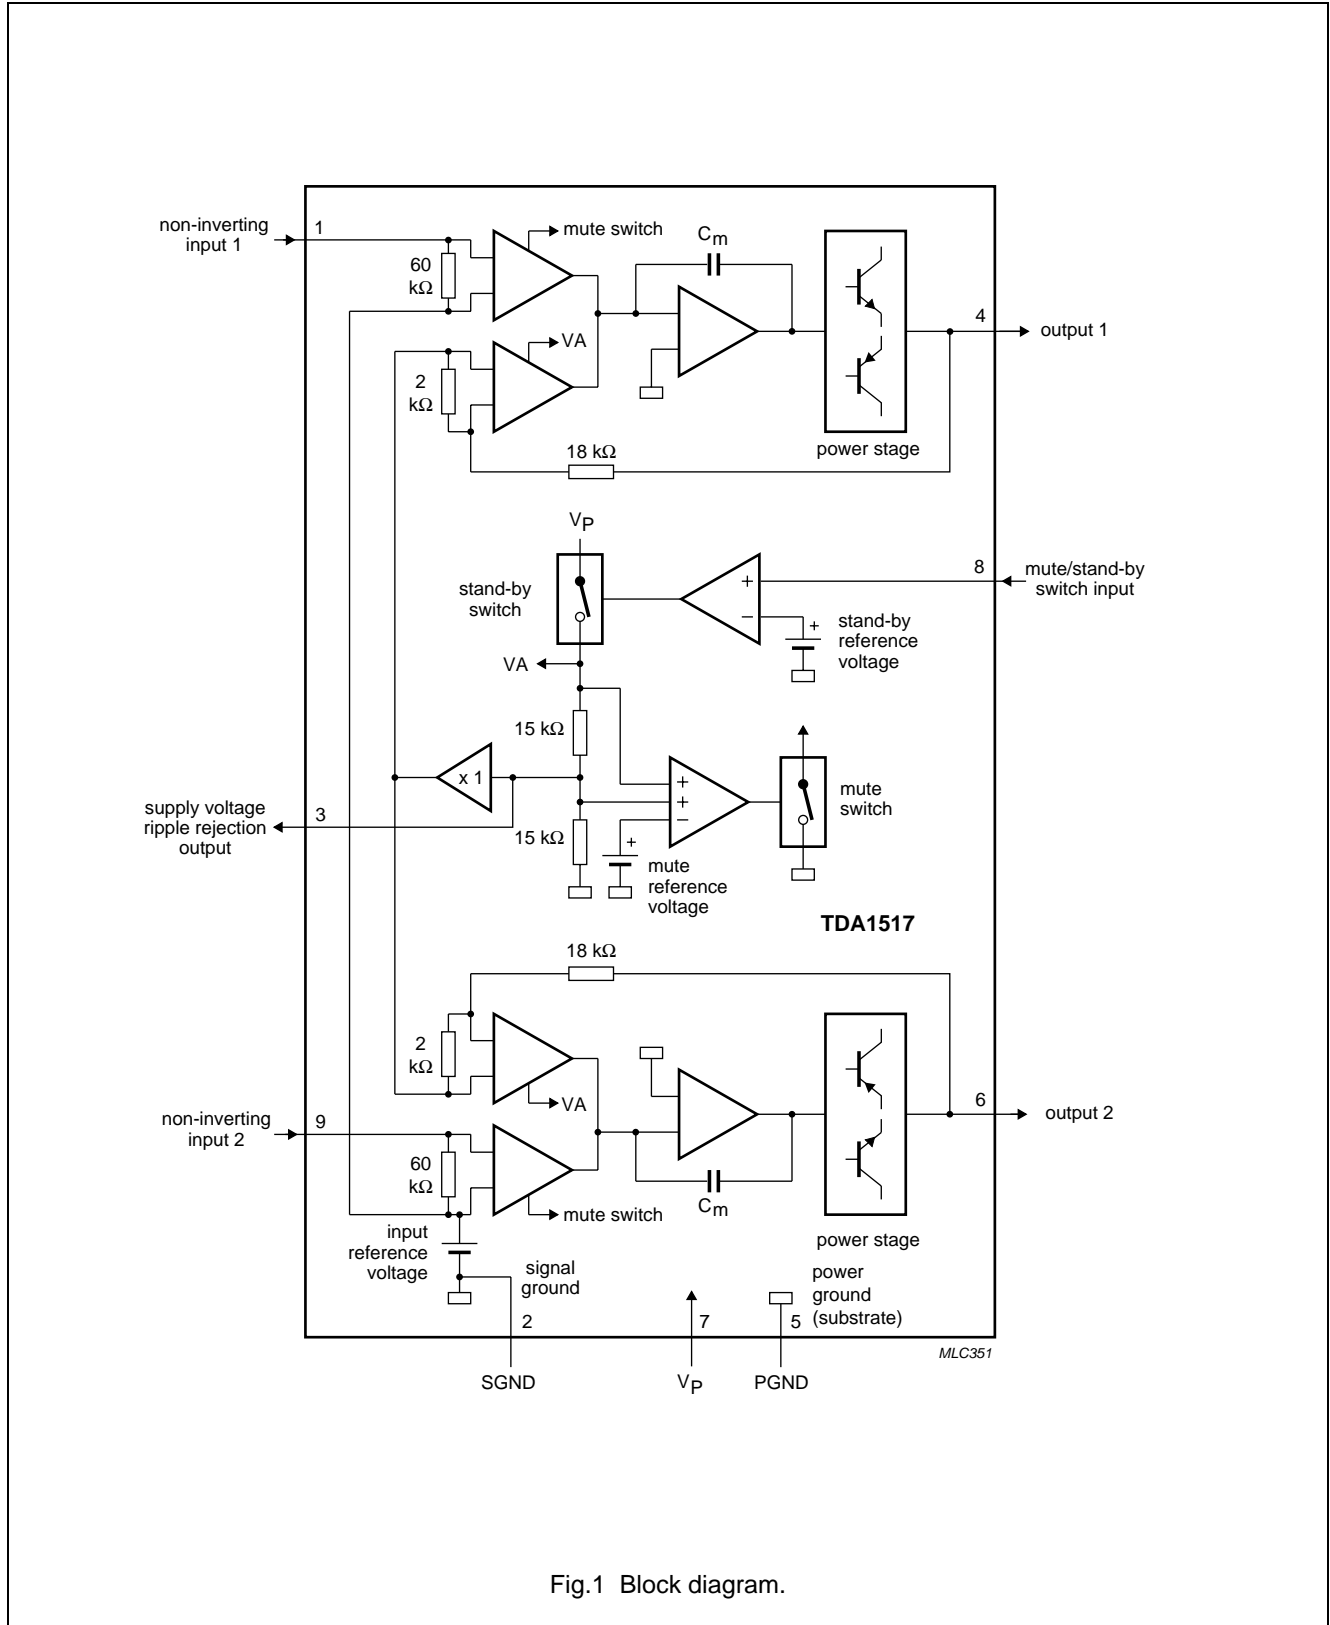 non-inverting
input 1
1
60
kΩ
mute switch
Cm
VA
2
kΩ
18 kΩ
power stage
4
output 1
VP
stand-by
switch
+
−
8
mute/stand-by
switch input
+
stand-by
reference
voltage
VA
15 kΩ
x 1
+
+
−
mute
switch
supply voltage
ripple rejection
output
3
15 kΩ
+
mute
reference
voltage
TDA1517
18 kΩ
2
kΩ
VA
non-inverting
input 2
9
60
kΩ
mute switch
Cm
power stage
6
output 2
input
reference
voltage
signal
ground
power
ground
(substrate)
2
7
5
MLC351
SGND
VP
PGND
Fig.1 Block diagram.